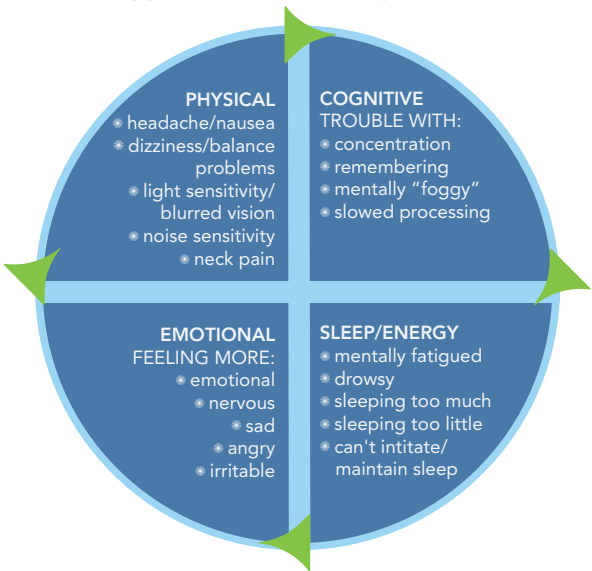 PHYSICAL
✺ headache/nausea
✺ dizziness/balance
problems
✺ light sensitivity/
blurred vision
✺ noise sensitivity
✺ neck pain
COGNITIVE
TROUBLE WITH:
✺ concentration
✺ remembering
✺ mentally “foggy”
✺ slowed processing
EMOTIONAL
FEELING MORE:
✺ emotional
✺ nervous
✺ sad
✺ angry
✺ irritable
SLEEP/ENERGY
✺ mentally fatigued
✺ drowsy
✺ sleeping too much
✺ sleeping too little
✺ can't intitate/
maintain sleep